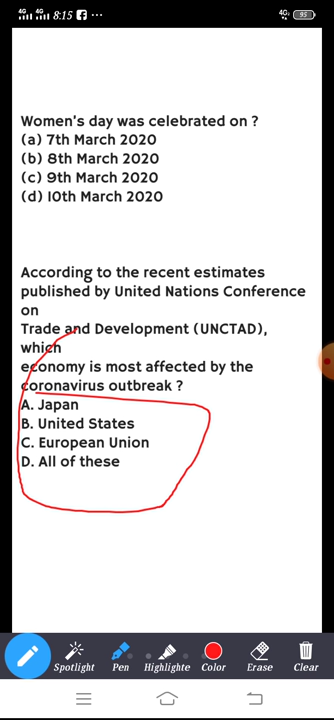 4G 4G 8:15 ...
4G 95
Women's day was celebrated on ?
(a) 7th March 2020
(b) 8th March 2020
(c) 9th March 2020
(d) 10th March 2020
According to the recent estimates
published by United Nations Conference
on
Trade and Development (UNCTAD),
which
economy is most affected by the
coronavirus outbreak ?
A. Japan
B. United States
C. European Union
D. All of these
Spotlight Pen Highlighte Color Erase Clear